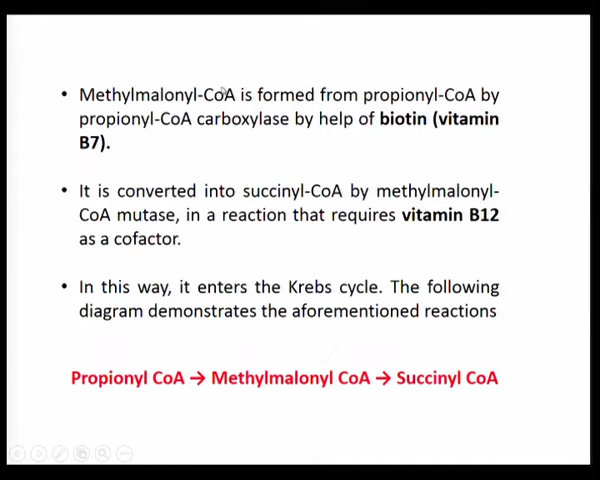 • Methylmalonyl-CoA is formed from propionyl-CoA by
propionyl-CoA carboxylase by help of biotin (vitamin
B7).
• It is converted into succinyl-CoA by methylmalonyl-
CoA mutase, in a reaction that requires vitamin B12
as a cofactor.
• In this way, it enters the Krebs cycle. The following
diagram demonstrates the aforementioned reactions
Propionyl CoA → Methylmalonyl CoA → Succinyl CoA